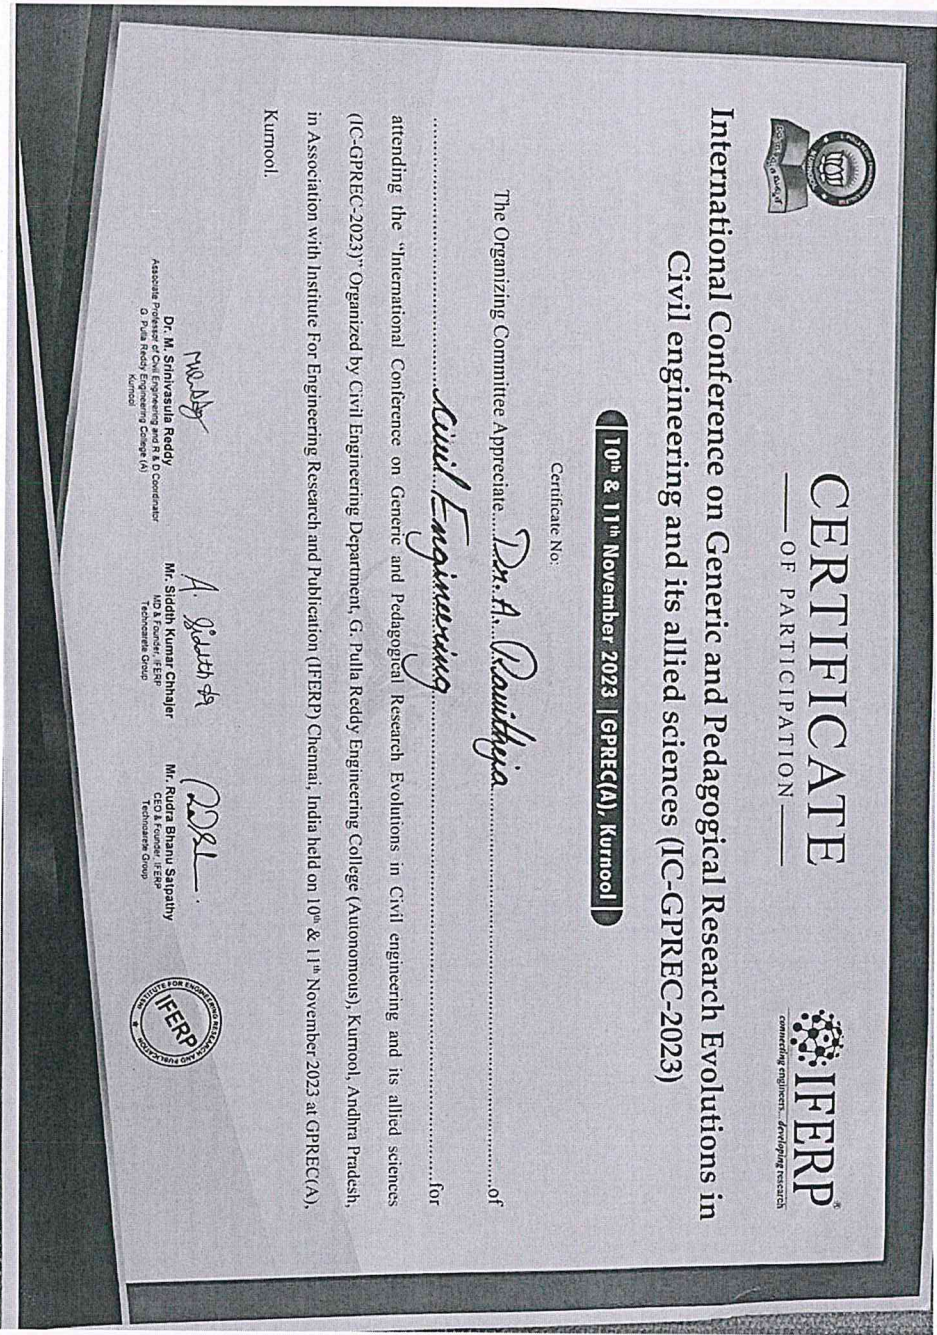 CERTIFICATE
OF PARTICIPATION
IFERP®
connecting engineers... developing research
International Conference on Generic and Pedagogical Research Evolutions in
Civil engineering and its allied sciences (IC-GPREC-2023)
10th & 11th November 2023 | GPREC(A), Kurnool
Certificate No:
The Organizing Committee Appreciate......Dr. A. Ravitheja......of
......Civil Engineering......for
attending the “International Conference on Generic and Pedagogical Research Evolutions in Civil engineering and its allied sciences
(IC-GPREC-2023)” Organized by Civil Engineering Department, G. Pulla Reddy Engineering College (Autonomous), Kurnool, Andhra Pradesh,
in Association with Institute For Engineering Research and Publication (IFERP) Chennai, India held on 10th & 11th November 2023 at GPREC(A),
Kurnool.
A. Siddth
Dr. M. Srinivasula Reddy
Associate Professor of Civil Engineering and R & D Coordinator
G. Pulla Reddy Engineering College (A)
Kurnool
Mr. Siddth Kumar Chhajer
MD & Founder, IFERP
Technoarete Group
Mr. Rudra Bhanu Satpathy
CEO & Founder, IFERP
Technoarete Group
INSTITUTE FOR ENGINEERING RESEARCH AND PUBLICATION
IFERP